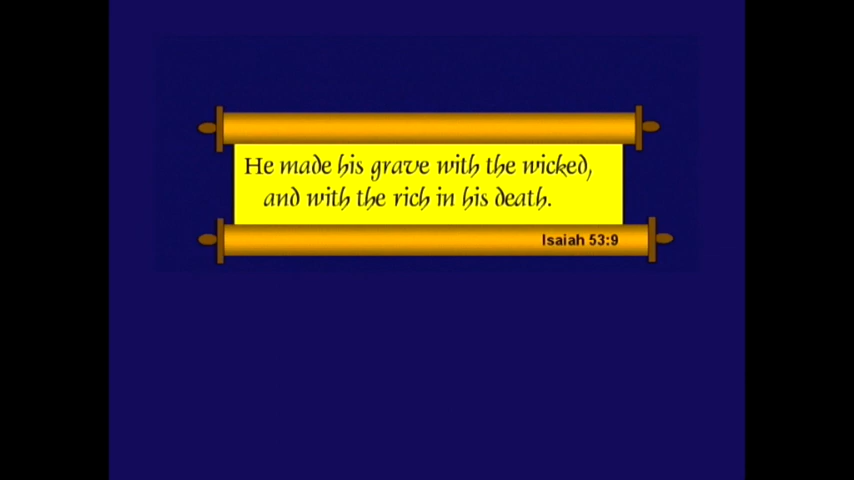 He made his grave with the wicked,
and with the rich in his death.
Isaiah 53:9